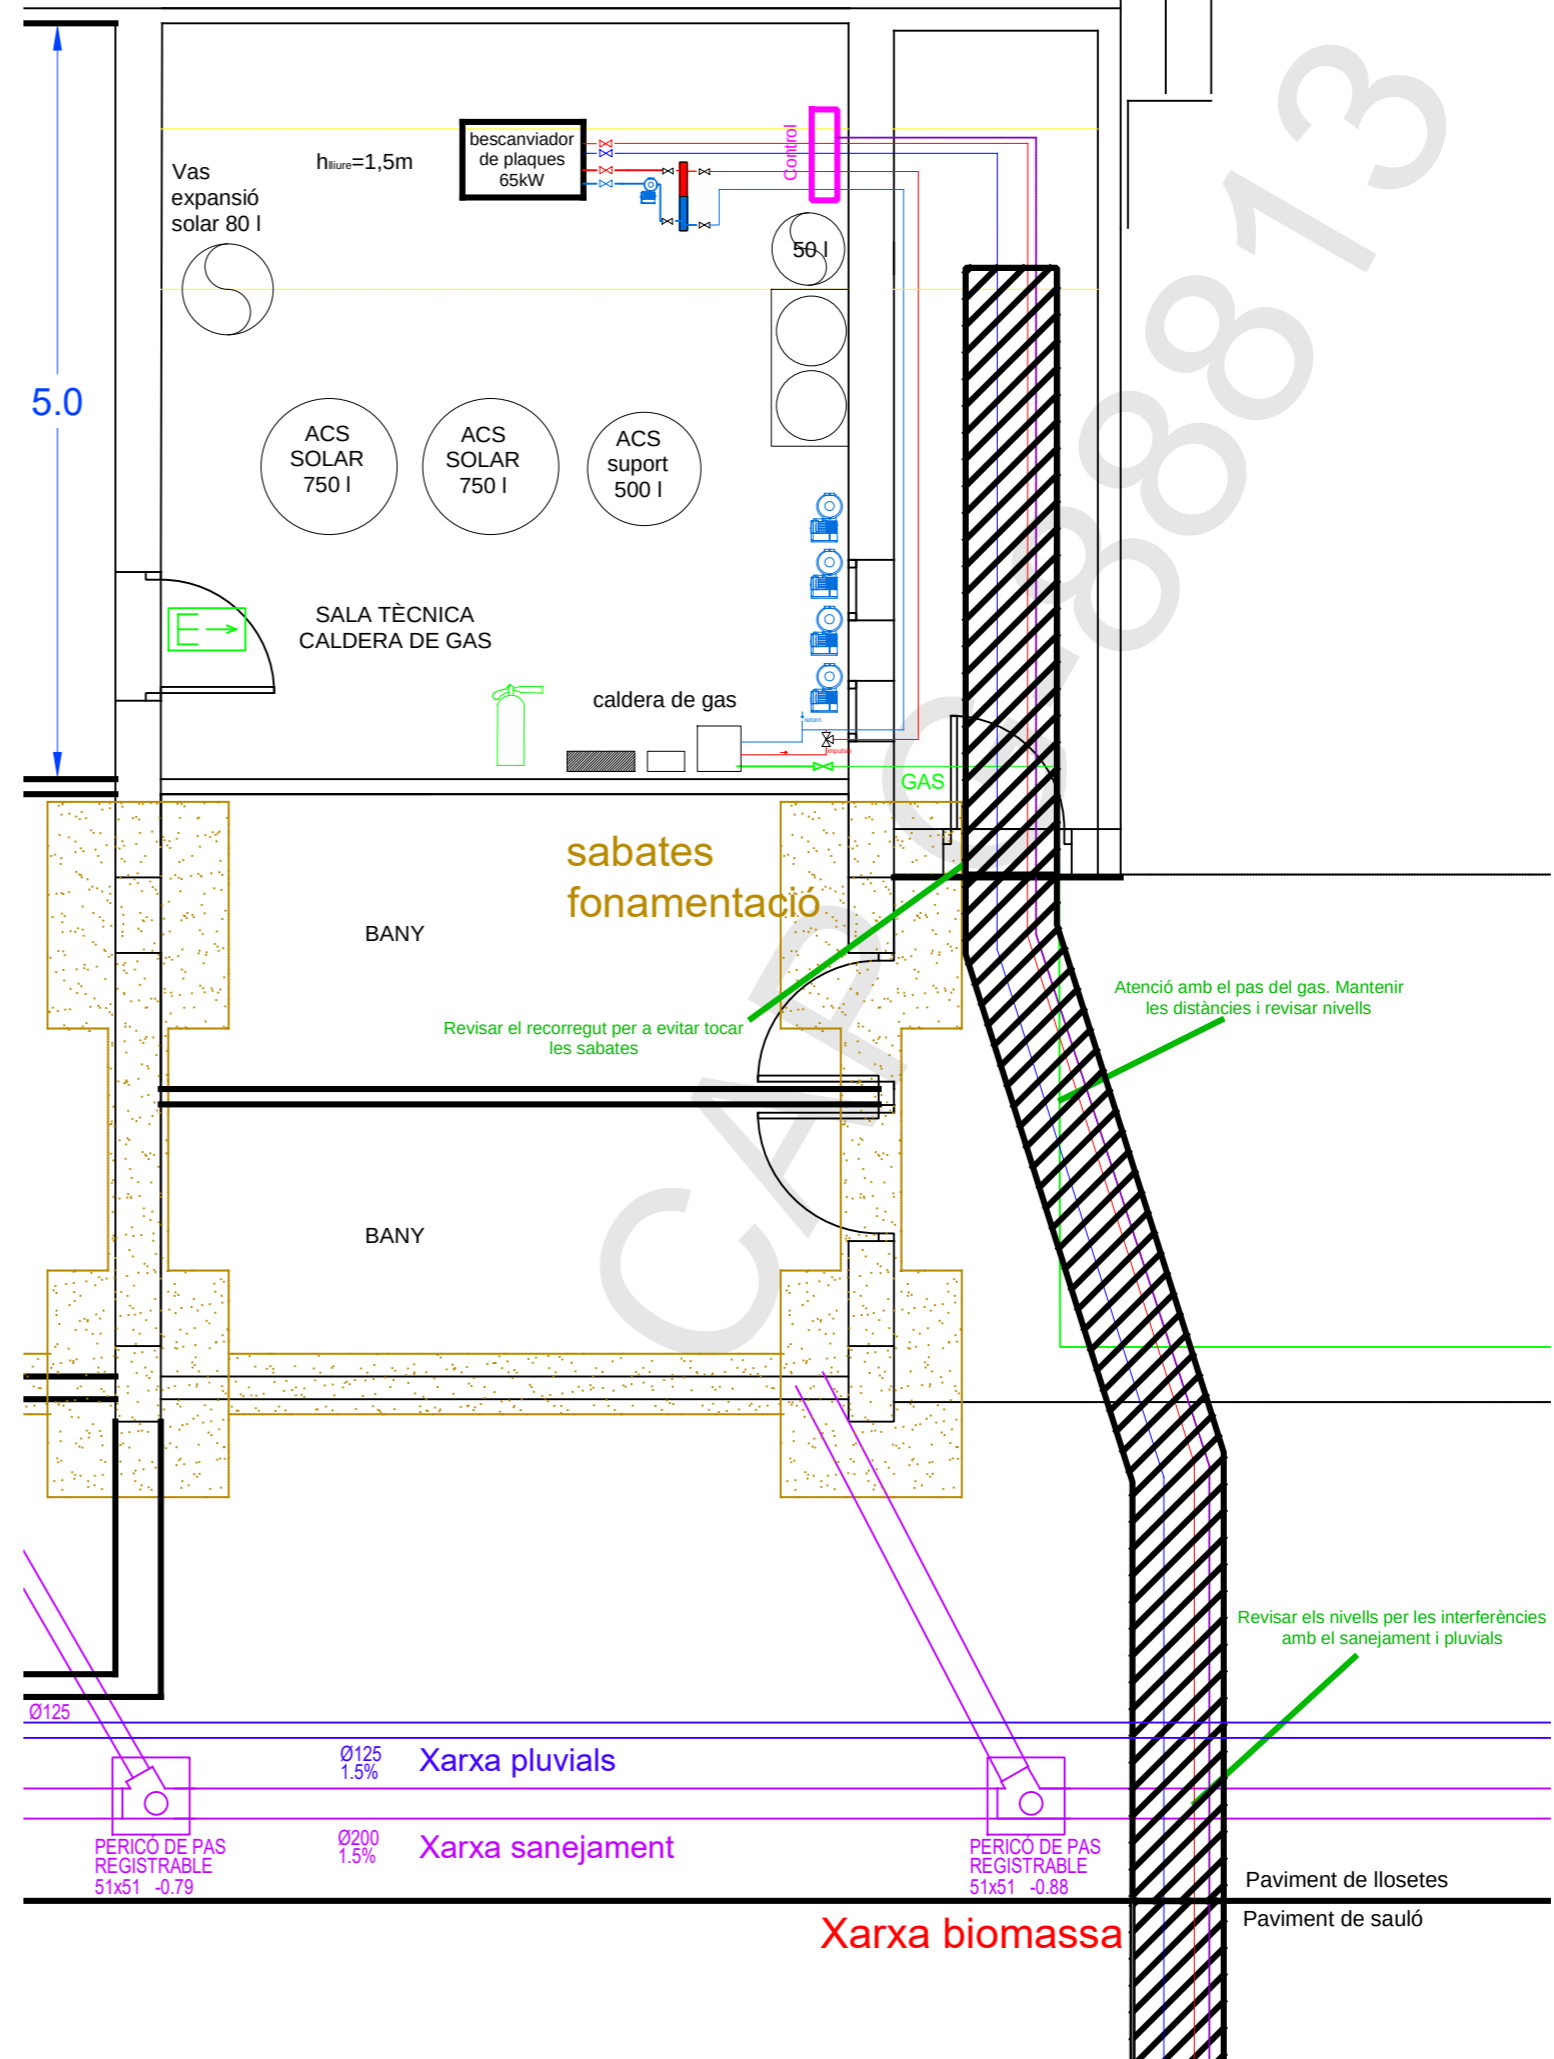 bescanviador
de plaques
65kW
Control
hlliure=1,5m
Vas
expansió
solar 80 l
50 l
5.0
ACS
SOLAR
750 l
ACS
SOLAR
750 l
ACS
suport
500 l
SALA TÈCNICA
CALDERA DE GAS
caldera de gas
retorn
impulsió
GAS
sabates
fonamentació
BANY
Atenció amb el pas del gas. Mantenir
les distàncies i revisar nivells
Revisar el recorregut per a evitar tocar
les sabates
BANY
Revisar els nivells per les interferències
amb el sanejament i pluvials
Ø125
Ø125
1.5%
Xarxa pluvials
Ø200
1.5%
Xarxa sanejament
PERICÓ DE PAS
REGISTRABLE
51x51 -0.79
PERICÓ DE PAS
REGISTRABLE
51x51 -0.88
Paviment de llosetes
Paviment de sauló
Xarxa biomassa